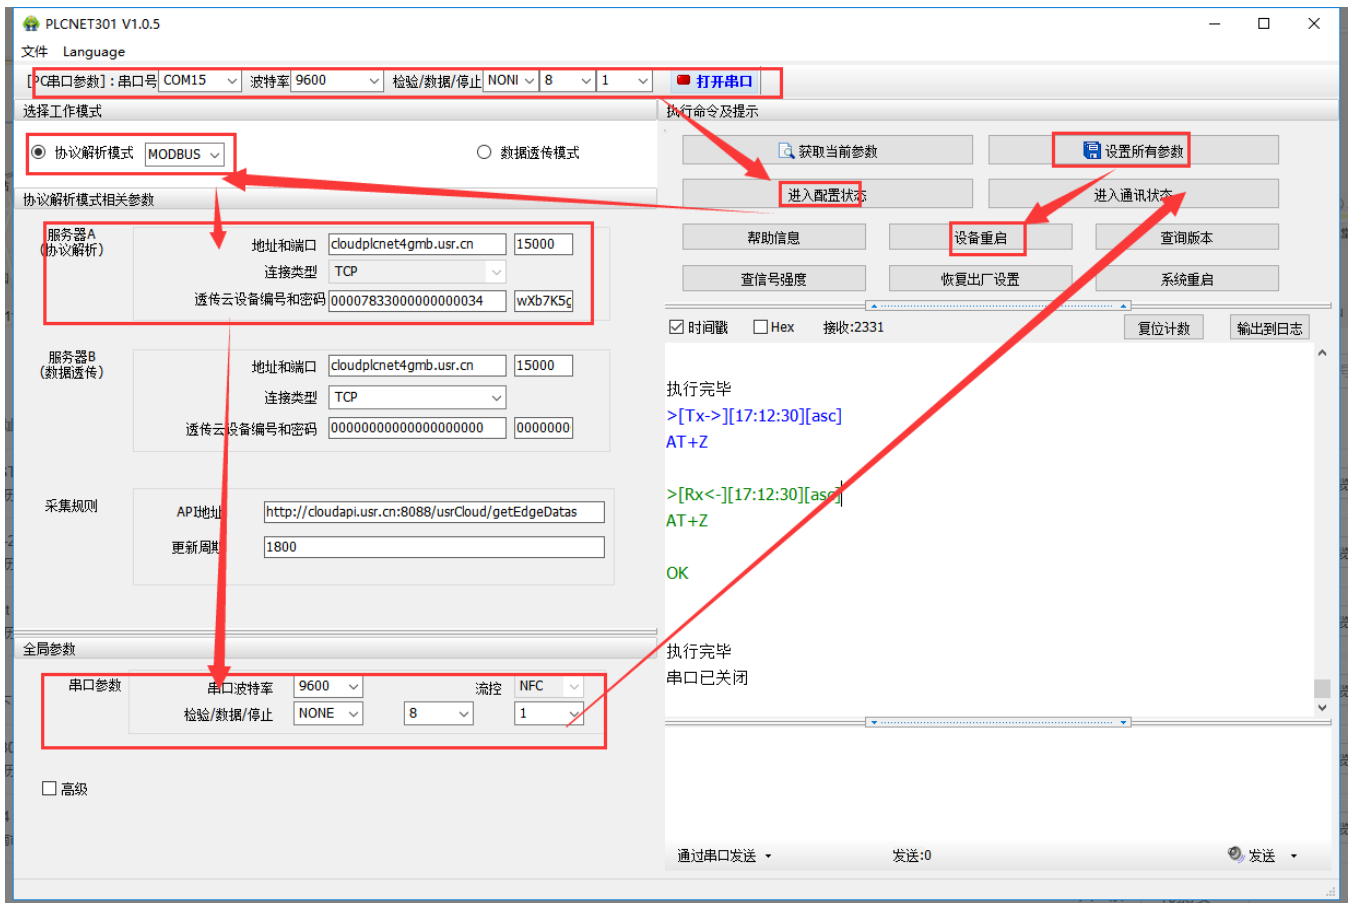 PLCNET301 V1.0.5
文件 Language
[PC串口参数]：串口号 COM15 波特率 9600 检验/数据/停止 NONI 8 1 打开串口
选择工作模式
协议解析模式 MODBUS 数据透传模式
协议解析模式相关参数
服务器A
(协议解析)
地址和端口 cloudplcnet4gmb.usr.cn 15000
连接类型 TCP
透传云设备编号和密码 00007833000000000034 wXb7K5g
服务器B
(数据透传)
地址和端口 cloudplcnet4gmb.usr.cn 15000
连接类型 TCP
透传云设备编号和密码 00000000000000000000 0000000
采集规则
API地址 http://cloudapi.usr.cn:8088/usrCloud/getEdgeDatas
更新周期 1800
全局参数
串口参数
串口波特率 9600 流控 NFC
检验/数据/停止 NONE 8 1
高级
执行命令及提示
获取当前参数 设置所有参数
进入配置状态 进入通讯状态
帮助信息 设备重启 查询版本
查信号强度 恢复出厂设置 系统重启
时间戳 Hex 接收:2331 复位计数 输出到日志
执行完毕
>[Tx->][17:12:30][asc]
AT+Z
>[Rx<-][17:12:30][asc]
AT+Z
OK
执行完毕
串口已关闭
通过串口发送 发送:0 发送